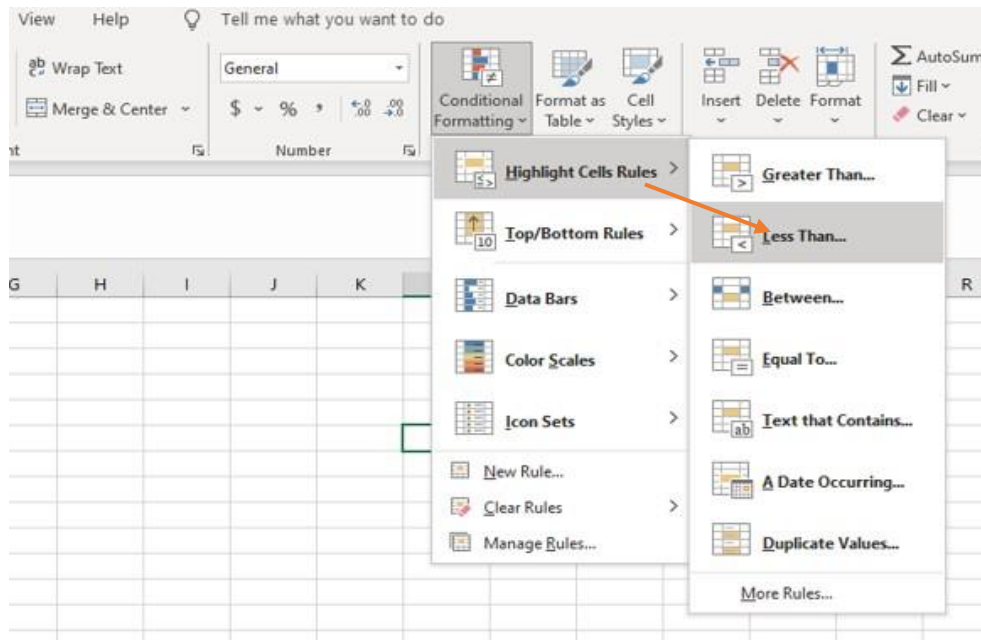 View Help Tell me what you want to do
ab c Wrap Text General AutoSum
Conditional Format as Cell Insert Delete Format Fill
Merge & Center $ % , .0 .00 Formatting Table Styles Clear
Number
Highlight Cells Rules
Top/Bottom Rules
Data Bars
Color Scales
Icon Sets
New Rule...
Clear Rules
Manage Rules...
Greater Than...
Less Than...
Between...
Equal To...
Text that Contains...
A Date Occurring...
Duplicate Values...
More Rules...
G H I J K R